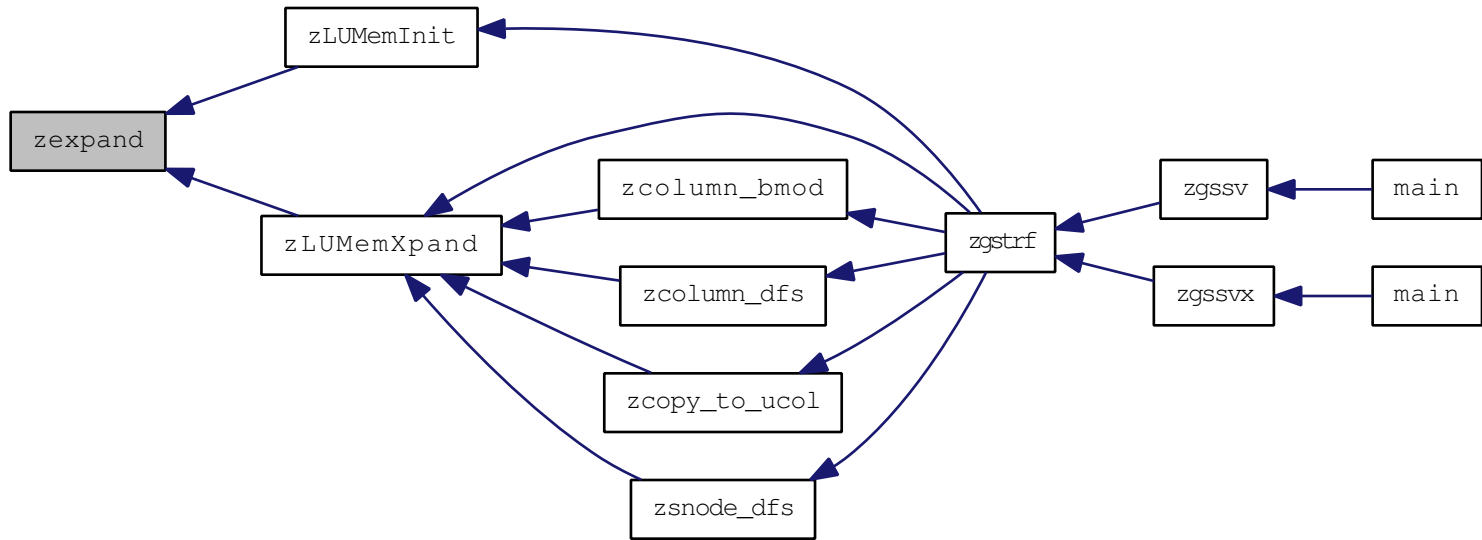 zLUMemInit
zexpand
zcolumn_bmod
zgssv
main
zLUMemXpand
zgstrf
zcolumn_dfs
zgssvx
main
zcopy_to_ucol
zsnode_dfs